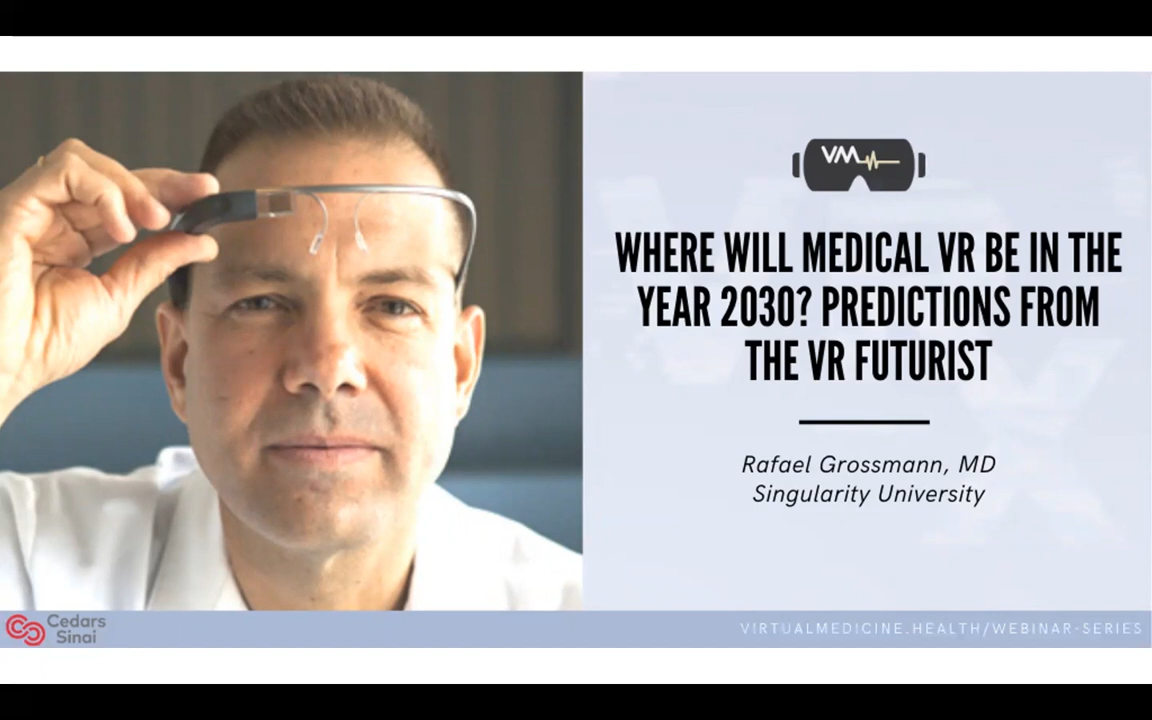 VM
WHERE WILL MEDICAL VR BE IN THE
YEAR 2030? PREDICTIONS FROM
THE VR FUTURIST
Rafael Grossmann, MD
Singularity University
Cedars
Sinai
VIRTUALMEDICINE.HEALTH/WEBINAR-SERIES